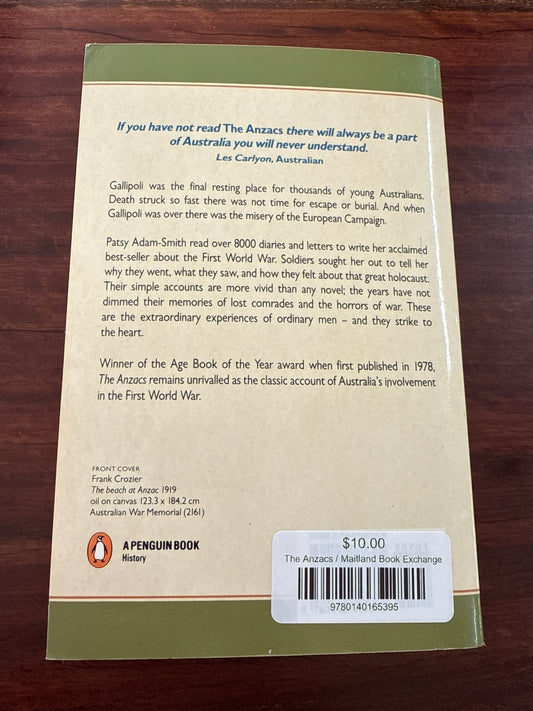 If you have not read The Anzacs there will always be a part
of Australia you will never understand.
Les Carlyon, Australian
Gallipoli was the final resting place for thousands of young Australians.
Death struck so fast there was not time for escape or burial. And when
Gallipoli was over there was the misery of the European Campaign.
Patsy Adam-Smith read over 8000 diaries and letters to write her acclaimed
best-seller about the First World War. Soldiers sought her out to tell her
why they went, what they saw, and how they felt about that great holocaust.
Their simple accounts are more vivid than any novel; the years have not
dimmed their memories of lost comrades and the horrors of war. These
are the extraordinary experiences of ordinary men – and they strike to
the heart.
Winner of the Age Book of the Year award when first published in 1978,
The Anzacs remains unrivalled as the classic account of Australia's involvement
in the First World War.
FRONT COVER
Frank Crozier
The beach at Anzac 1919
oil on canvas 123.3 x 184.2 cm
Australian War Memorial (2161)
A PENGUIN BOOK
History
$10.00
The Anzacs / Maitland Book Exchange
9780140165395